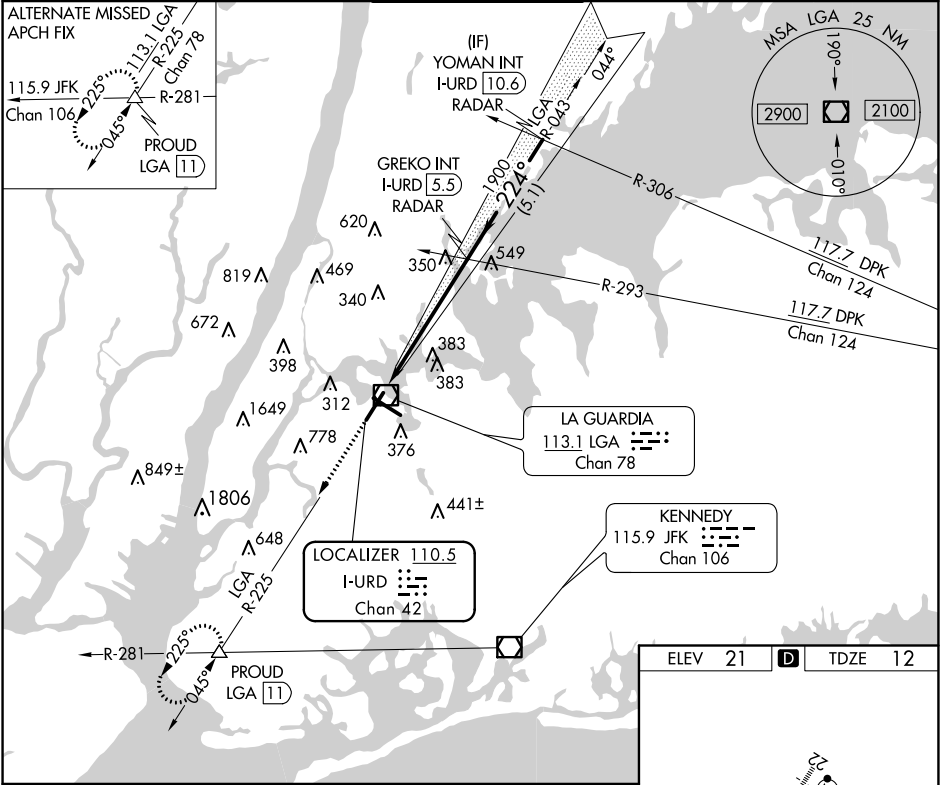 ALTERNATE MISSED
APCH FIX
113.1 LGA
R-225
Chan 78
115.9 JFK
Chan 106
R-281
225°
045°
PROUD
LGA 11
(IF)
YOMAN INT
I-URD 10.6
RADAR
LGA
R-043
044°
MSA LGA 25 NM
190°
2900
2100
010°
GREKO INT
I-URD 5.5
RADAR
1900
224°
(5.1)
R-306
117.7 DPK
Chan 124
R-293
117.7 DPK
Chan 124
620
350
549
819
469
340
672
398
383
383
312
1649
778
376
849±
1806
441±
648
LA GUARDIA
113.1 LGA
Chan 78
KENNEDY
115.9 JFK
Chan 106
LOCALIZER 110.5
I-URD
Chan 42
LGA
R-225
R-281
225°
045°
PROUD
LGA 11
ELEV 21 D TDZE 12
22